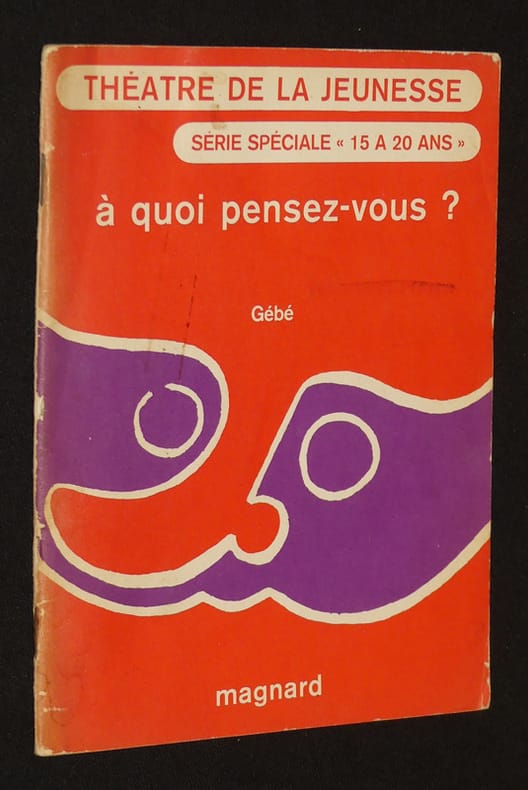 THÉATRE DE LA JEUNESSE
SÉRIE SPÉCIALE « 15 A 20 ANS »
à quoi pensez-vous ?
Gébé
magnard